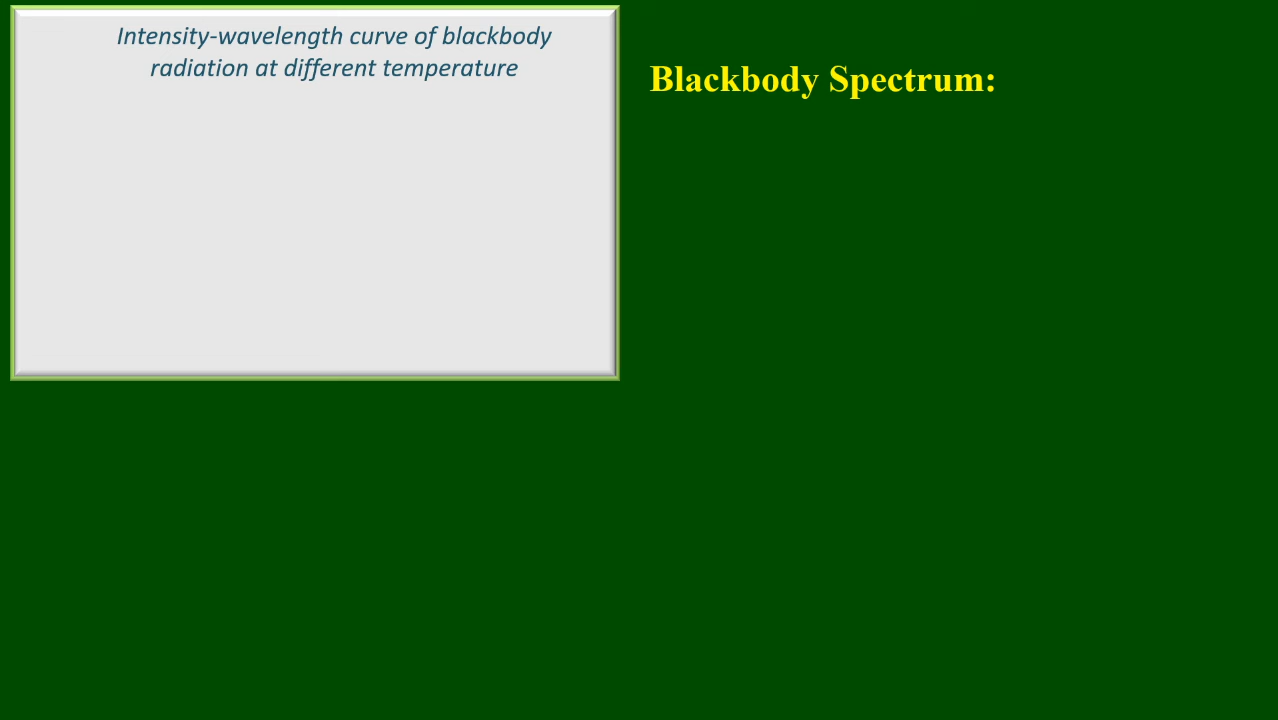 Intensity-wavelength curve of blackbody
radiation at different temperature
Blackbody Spectrum: